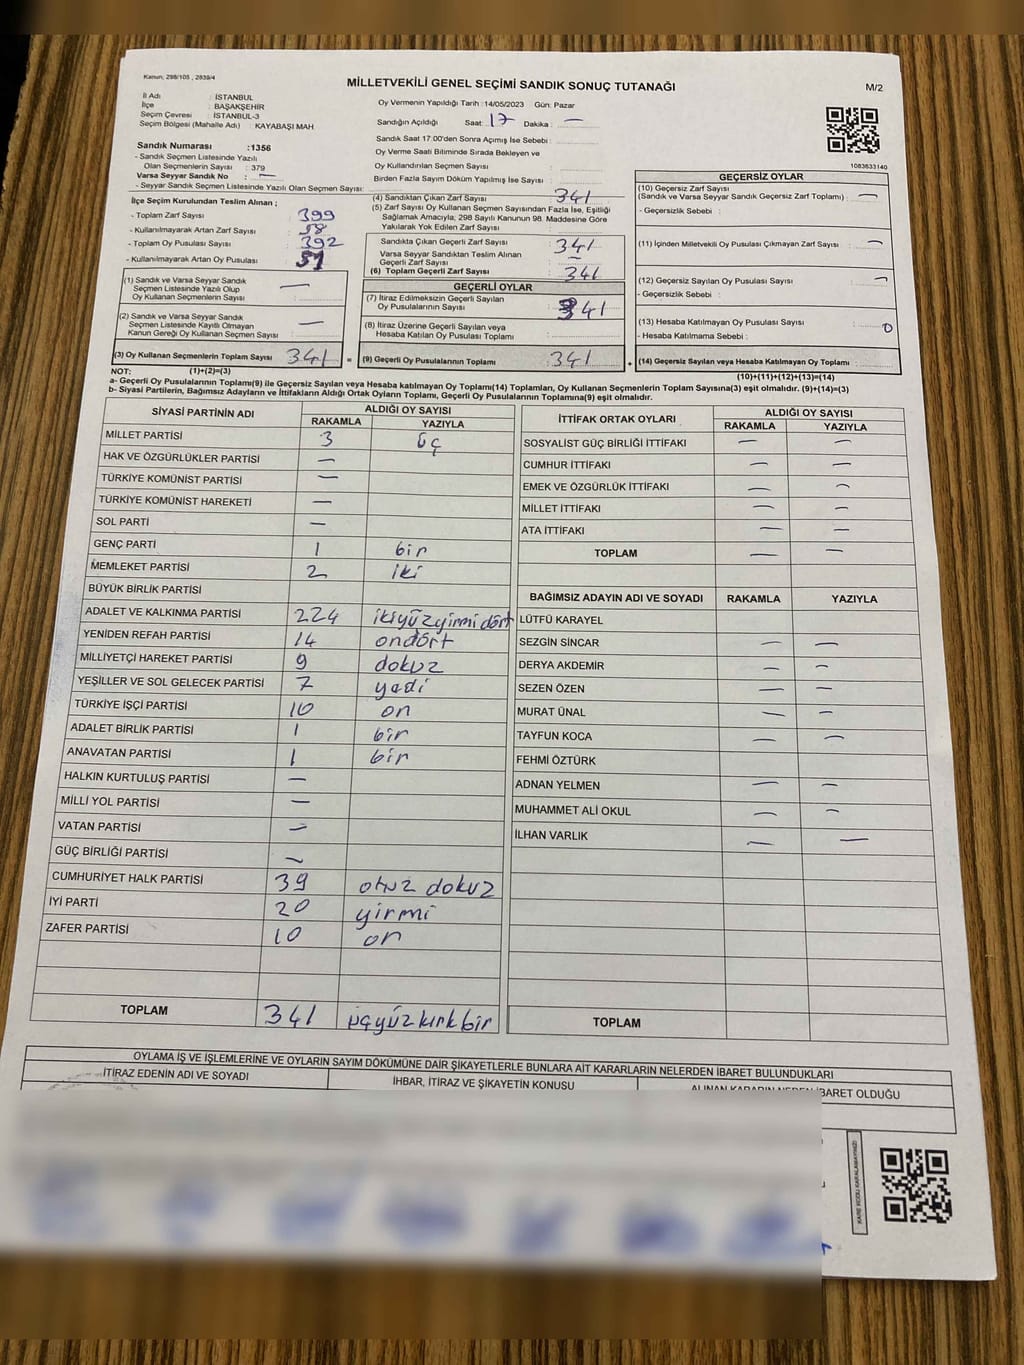 Kanun; 298/105 , 2839/4
MİLLETVEKİLİ GENEL SEÇİMİ SANDIK SONUÇ TUTANAĞI
M/2
İl Adı : İSTANBUL
İlçe : BAŞAKŞEHİR
Seçim Çevresi : İSTANBUL-3
Seçim Bölgesi (Mahalle Adı) : KAYABAŞI MAH
Sandık Numarası :1356
- Sandık Seçmen Listesinde Yazılı
Olan Seçmenlerin Sayısı : 379
Varsa Seyyar Sandık No : —
- Seyyar Sandık Seçmen Listesinde Yazılı Olan Seçmen Sayısı:
İlçe Seçim Kurulundan Teslim Alınan ;
- Toplam Zarf Sayısı : 399
- Kullanılmayarak Artan Zarf Sayısı : 58
- Toplam Oy Pusulası Sayısı : 392
- Kullanılmayarak Artan Oy Pusulası : 51
(1) Sandık ve Varsa Seyyar Sandık
Seçmen Listesinde Yazılı Olup
Oy Kullanan Seçmenlerin Sayısı : —
(2) Sandık ve Varsa Seyyar Sandık
Seçmen Listesinde Kayıtlı Olmayan
Kanun Gereği Oy Kullanan Seçmen Sayısı : —
(3) Oy Kullanan Seçmenlerin Toplam Sayısı : 341
Oy Vermenin Yapıldığı Tarih :14/05/2023 Gün: Pazar
Sandığın Açıldığı Saat: 17 Dakika : —
Sandık Saat 17:00'den Sonra Açımış İse Sebebi :
Oy Verme Saati Bitiminde Sırada Bekleyen ve
Oy Kullandırılan Seçmen Sayısı :
Birden Fazla Sayım Döküm Yapılmış İse Sayısı :
(4) Sandıktan Çıkan Zarf Sayısı : 341
(5) Zarf Sayısı Oy Kullanan Seçmen Sayısından Fazla İse, Eşitliği
Sağlamak Amacıyla, 298 Sayılı Kanunun 98. Maddesine Göre
Yakılarak Yok Edilen Zarf Sayısı :
Sandıkta Çıkan Geçerli Zarf Sayısı : 341
Varsa Seyyar Sandıktan Teslim Alınan
Geçerli Zarf Sayısı : —
(6) Toplam Geçerli Zarf Sayısı : 341
GEÇERLİ OYLAR
(7) İtiraz Edilmeksizin Geçerli Sayılan
Oy Pusulalarının Sayısı : 341
(8) İtiraz Üzerine Geçerli Sayılan veya
Hesaba Katılan Oy Pusulaları Toplamı :
= (9) Geçerli Oy Pusulalarının Toplamı : 341
1083633140
GEÇERSİZ OYLAR
(10) Geçersiz Zarf Sayısı
(Sandık ve Varsa Seyyar Sandık Geçersiz Zarf Toplamı) : —
- Geçersizlik Sebebi :
(11) İçinden Milletvekili Oy Pusulası Çıkmayan Zarf Sayısı : —
(12) Geçersiz Sayılan Oy Pusulası Sayısı : —
- Geçersizlik Sebebi :
(13) Hesaba Katılmayan Oy Pusulası Sayısı : 0
- Hesaba Katılmama Sebebi :
+ (14) Geçersiz Sayılan veya Hesaba Katılmayan Oy Toplamı :
NOT: (1)+(2)=(3) (10)+(11)+(12)+(13)=(14)
a- Geçerli Oy Pusulalarının Toplamı(9) ile Geçersiz Sayılan veya Hesaba katılmayan Oy Toplamı(14) Toplamları, Oy Kullanan Seçmenlerin Toplam Sayısına(3) eşit olmalıdır. (9)+(14)=(3)
b- Siyasi Partilerin, Bağımsız Adayların ve İttifakların Aldığı Ortak Oyların Toplamı, Geçerli Oy Pusulalarının Toplamına(9) eşit olmalıdır.
SİYASİ PARTİNİN ADI ALDIĞI OY SAYISI
RAKAMLA YAZIYLA
MİLLET PARTİSİ 3 üç
HAK VE ÖZGÜRLÜKLER PARTİSİ —
TÜRKİYE KOMÜNİST PARTİSİ —
TÜRKİYE KOMÜNİST HAREKETİ —
SOL PARTİ —
GENÇ PARTİ 1 bir
MEMLEKET PARTİSİ 2 iki
BÜYÜK BİRLİK PARTİSİ
ADALET VE KALKINMA PARTİSİ 224 ikiyüzyirmidört
YENİDEN REFAH PARTİSİ 14 ondört
MİLLİYETÇİ HAREKET PARTİSİ 9 dokuz
YEŞİLLER VE SOL GELECEK PARTİSİ 7 yedi
TÜRKİYE İŞÇİ PARTİSİ 10 on
ADALET BİRLİK PARTİSİ 1 bir
ANAVATAN PARTİSİ 1 bir
HALKIN KURTULUŞ PARTİSİ —
MİLLİ YOL PARTİSİ —
VATAN PARTİSİ —
GÜÇ BİRLİĞİ PARTİSİ —
CUMHURİYET HALK PARTİSİ 39 otuz dokuz
İYİ PARTİ 20 yirmi
ZAFER PARTİSİ 10 on
TOPLAM 341 üçyüzkırkbir
İTTİFAK ORTAK OYLARI ALDIĞI OY SAYISI
RAKAMLA YAZIYLA
SOSYALİST GÜÇ BİRLİĞİ İTTİFAKI — —
CUMHUR İTTİFAKI — —
EMEK VE ÖZGÜRLÜK İTTİFAKI — —
MİLLET İTTİFAKI — —
ATA İTTİFAKI — —
TOPLAM — —
BAĞIMSIZ ADAYIN ADI VE SOYADI RAKAMLA YAZIYLA
LÜTFÜ KARAYEL
SEZGİN SİNCAR — —
DERYA AKDEMİR — —
SEZEN ÖZEN — —
MURAT ÜNAL — —
TAYFUN KOCA — —
FEHMİ ÖZTÜRK
ADNAN YELMEN — —
MUHAMMET ALİ OKUL — —
İLHAN VARLIK — —
TOPLAM
OYLAMA İŞ VE İŞLEMLERİNE VE OYLARIN SAYIM DÖKÜMÜNE DAİR ŞİKAYETLERLE BUNLARA AİT KARARLARIN NELERDEN İBARET BULUNDUKLARI
İTİRAZ EDENİN ADI VE SOYADI İHBAR, İTİRAZ VE ŞİKAYETİN KONUSU ALINAN KARARIN NEDEN İBARET OLDUĞU
KARE KODU KARALAMAYINIZ!